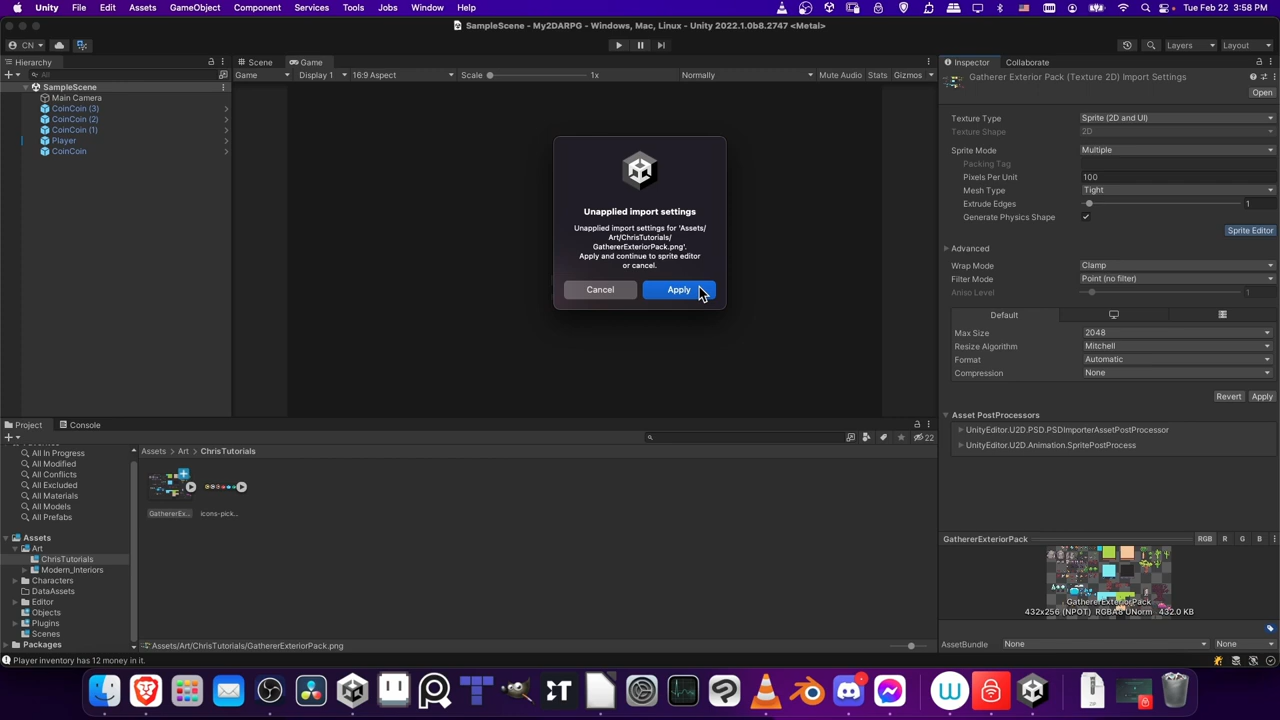 Unity File Edit Assets GameObject Component Services Tools Jobs Window Help Tue Feb 22 3:58 PM
SampleScene - My2DARPG - Windows, Mac, Linux - Unity 2022.1.0b8.2747 <Metal>
CN Layers Layout
Hierarchy Scene Game Inspector Collaborate
All Game Display 1 16:9 Aspect Scale 1x Normally Mute Audio Stats Gizmos
Gatherer Exterior Pack (Texture 2D) Import Settings
Open
SampleScene
Main Camera
CoinCoin (3)
CoinCoin (2)
CoinCoin (1)
Player
CoinCoin
Unapplied import settings
Unapplied import settings for 'Assets/
Art/ChrisTutorials/
GathererExteriorPack.png'.
Apply and continue to sprite editor
or cancel.
Cancel Apply
Texture Type Sprite (2D and UI)
Texture Shape 2D
Sprite Mode Multiple
Packing Tag
Pixels Per Unit 100
Mesh Type Tight
Extrude Edges 1
Generate Physics Shape
Sprite Editor
Advanced
Wrap Mode Clamp
Filter Mode Point (no filter)
Aniso Level 1
Default
Max Size 2048
Resize Algorithm Mitchell
Format Automatic
Compression None
Revert Apply
Asset PostProcessors
UnityEditor.U2D.PSD.PSDImporterAssetPostProcessor
UnityEditor.U2D.Animation.SpritePostProcess
Project Console
22
Favorites
All In Progress
All Modified
All Conflicts
All Excluded
All Materials
All Models
All Prefabs
Assets
Art
ChrisTutorials
Modern_Interiors
Characters
DataAssets
Editor
Objects
Plugins
Scenes
Packages
Assets Art ChrisTutorials
GathererEx... icons-pick...
Assets/Art/ChrisTutorials/GathererExteriorPack.png
GathererExteriorPack RGB R G B
GathererExteriorPack
432x256 (NPOT) RGBA8 UNorm 432.0 KB
AssetBundle None None
Player inventory has 12 money in it.